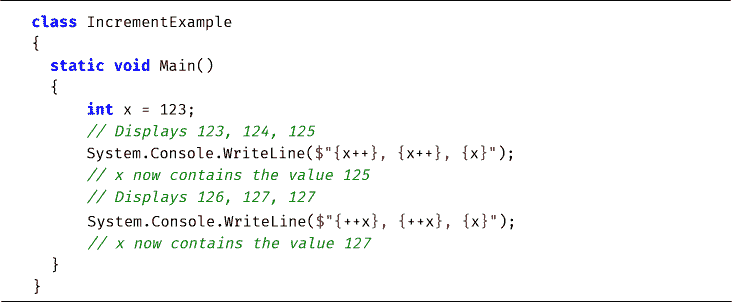 class IncrementExample
{
static void Main()
{
int x = 123;
// Displays 123, 124, 125
System.Console.WriteLine($"{x++}, {x++}, {x}");
// x now contains the value 125
// Displays 126, 127, 127
System.Console.WriteLine($"{++x}, {++x}, {x}");
// x now contains the value 127
}
}